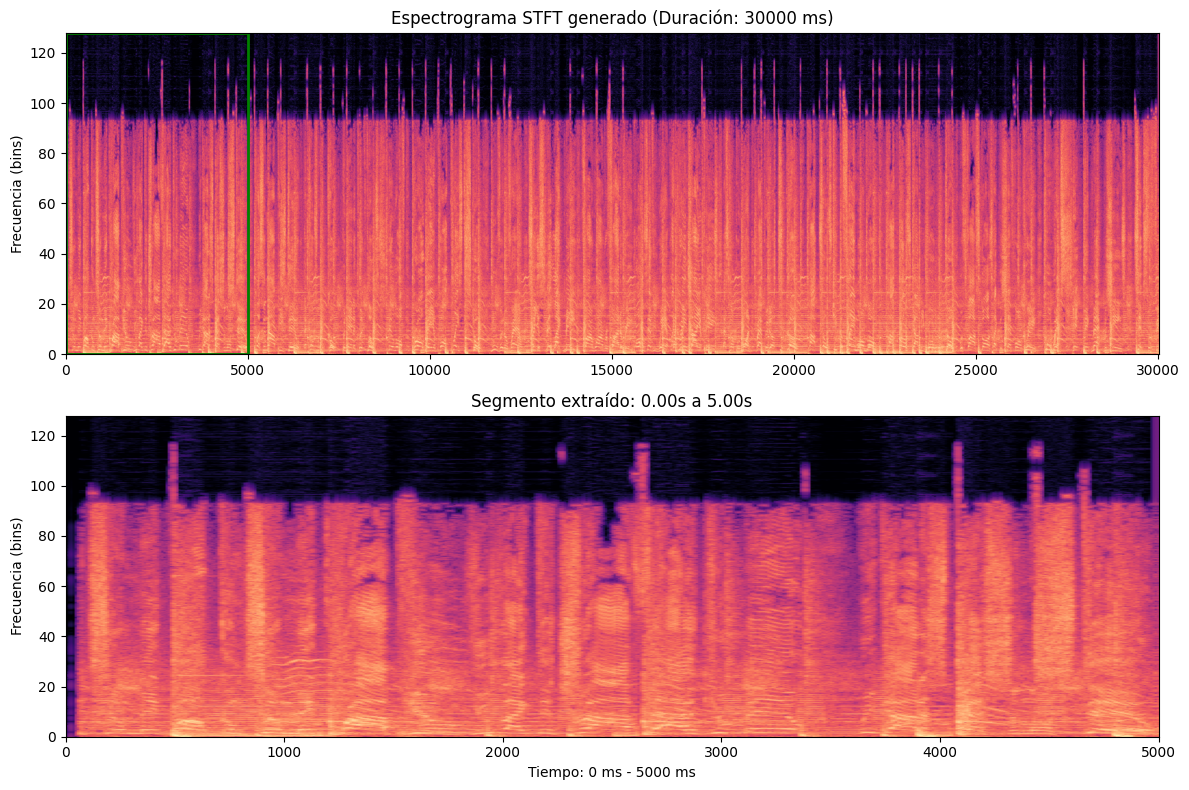 Espectrograma STFT generado (Duración: 30000 ms)
Frecuencia (bins)
120
100
80
60
40
20
0
0 5000 10000 15000 20000 25000 30000
Segmento extraído: 0.00s a 5.00s
Frecuencia (bins)
120
100
80
60
40
20
0
0 1000 2000 3000 4000 5000
Tiempo: 0 ms - 5000 ms